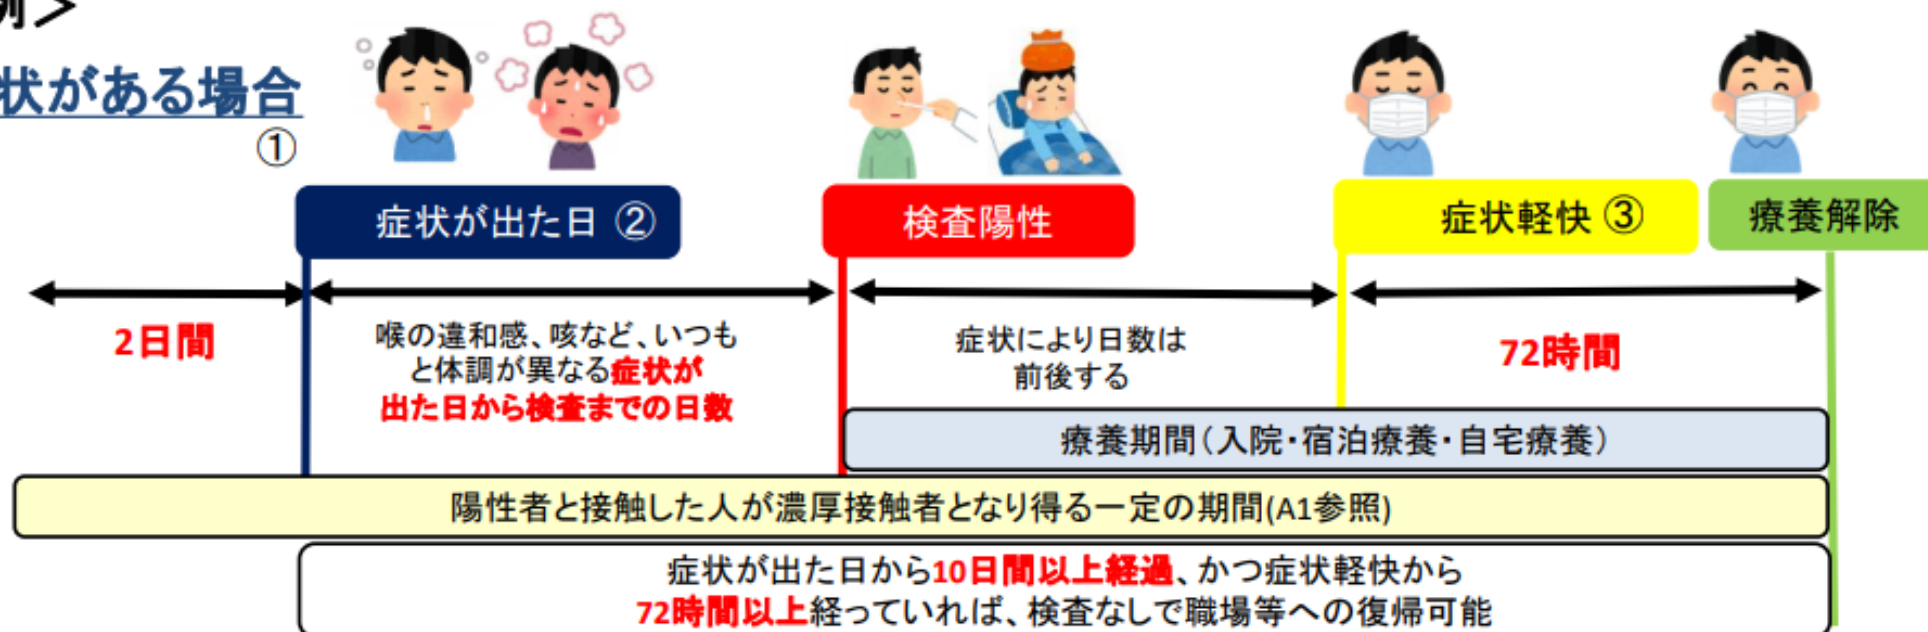 例＞
状がある場合
①
症状が出た日 ②
検査陽性
症状軽快 ③
療養解除
2日間
喉の違和感、咳など、いつも
と体調が異なる症状が
出た日から検査までの日数
症状により日数は
前後する
72時間
療養期間（入院・宿泊療養・自宅療養）
陽性者と接触した人が濃厚接触者となり得る一定の期間(A1参照)
症状が出た日から10日間以上経過、かつ症状軽快から
72時間以上経っていれば、検査なしで職場等への復帰可能